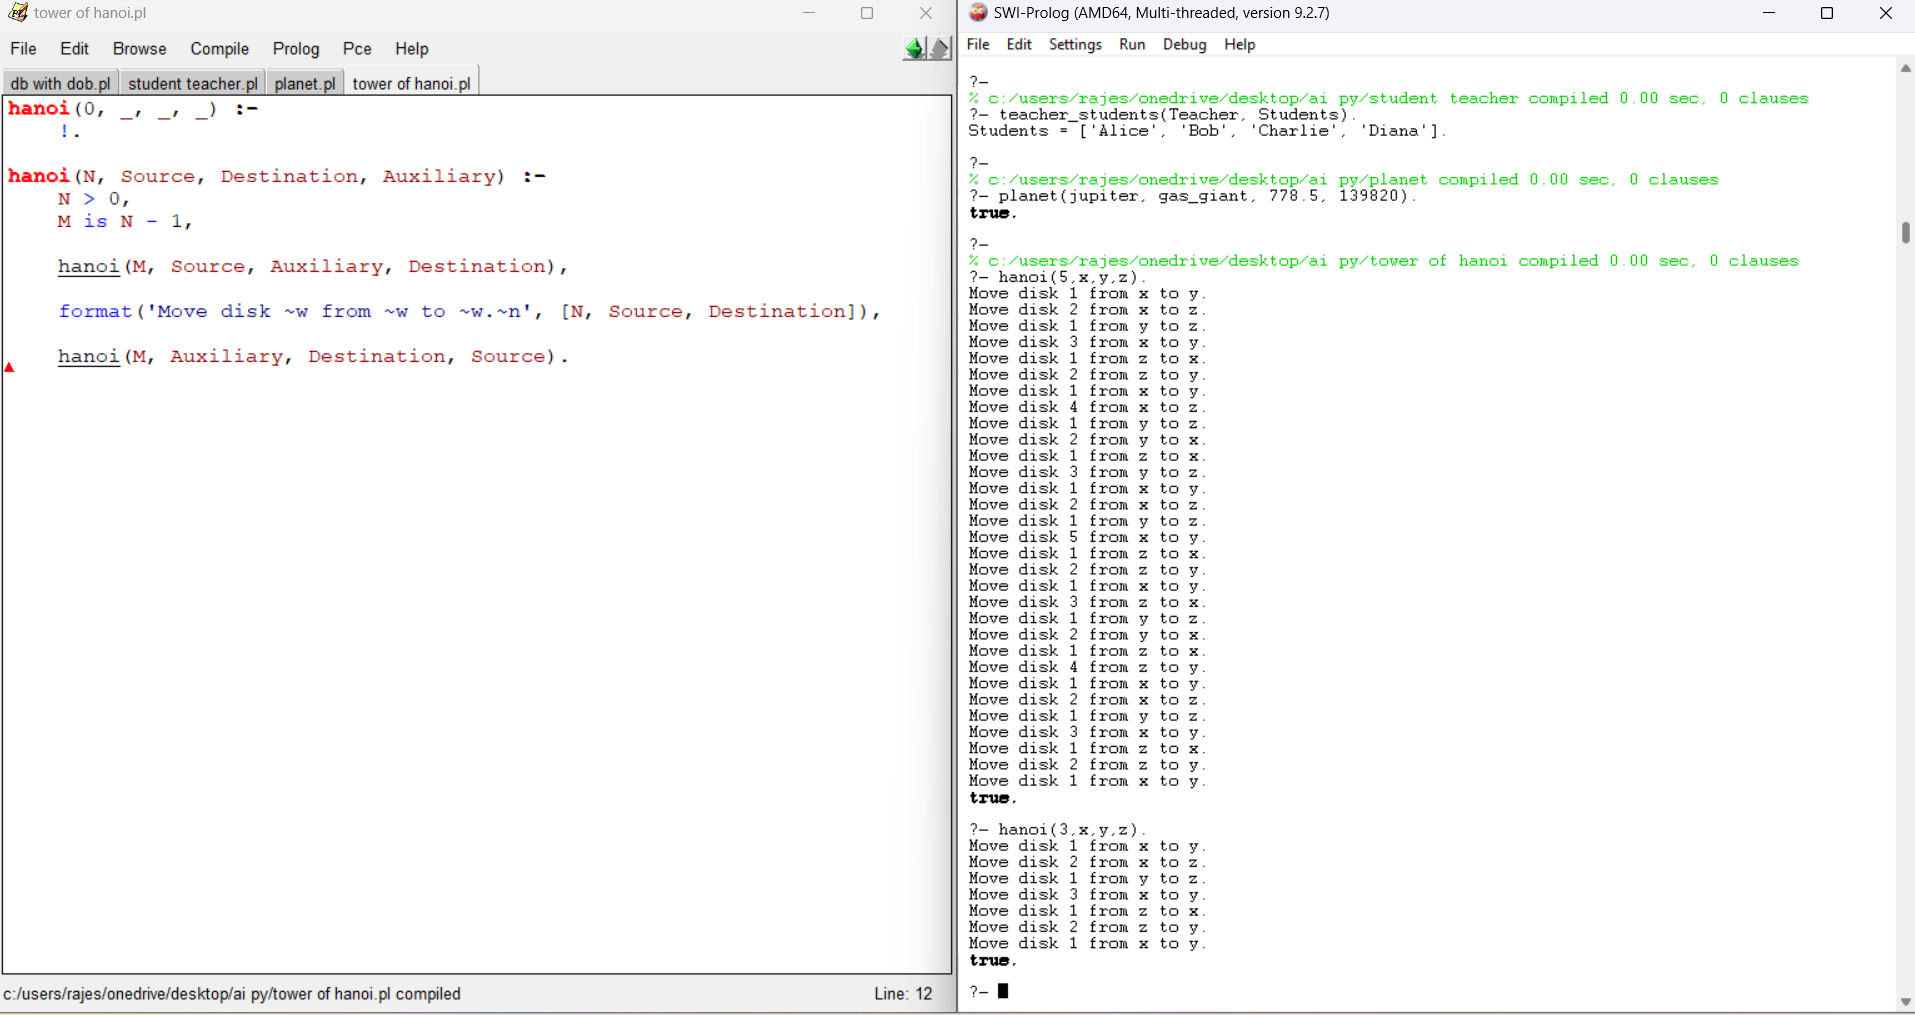 tower of hanoi.pl
File Edit Browse Compile Prolog Pce Help
db with dob.pl student teacher.pl planet.pl tower of hanoi.pl
hanoi(0, _, _, _) :-
    !.
hanoi(N, Source, Destination, Auxiliary) :-
    N > 0,
    M is N - 1,
    hanoi(M, Source, Auxiliary, Destination),
    format('Move disk ~w from ~w to ~w.~n', [N, Source, Destination]),
    hanoi(M, Auxiliary, Destination, Source).
c:/users/rajes/onedrive/desktop/ai py/tower of hanoi.pl compiled Line: 12
SWI-Prolog (AMD64, Multi-threaded, version 9.2.7)
File Edit Settings Run Debug Help
?-
% c:/users/rajes/onedrive/desktop/ai py/student teacher compiled 0.00 sec, 0 clauses
?- teacher_students(Teacher, Students).
Students = ['Alice', 'Bob', 'Charlie', 'Diana'].
?-
% c:/users/rajes/onedrive/desktop/ai py/planet compiled 0.00 sec, 0 clauses
?- planet(jupiter, gas_giant, 778.5, 139820).
true.
?-
% c:/users/rajes/onedrive/desktop/ai py/tower of hanoi compiled 0.00 sec, 0 clauses
?- hanoi(5,x,y,z).
Move disk 1 from x to y.
Move disk 2 from x to z.
Move disk 1 from y to z.
Move disk 3 from x to y.
Move disk 1 from z to x.
Move disk 2 from z to y.
Move disk 1 from x to y.
Move disk 4 from x to z.
Move disk 1 from y to z.
Move disk 2 from y to x.
Move disk 1 from z to x.
Move disk 3 from y to z.
Move disk 1 from x to y.
Move disk 2 from x to z.
Move disk 1 from y to z.
Move disk 5 from x to y.
Move disk 1 from z to x.
Move disk 2 from z to y.
Move disk 1 from x to y.
Move disk 3 from z to x.
Move disk 1 from y to z.
Move disk 2 from y to x.
Move disk 1 from z to x.
Move disk 4 from z to y.
Move disk 1 from x to y.
Move disk 2 from x to z.
Move disk 1 from y to z.
Move disk 3 from x to y.
Move disk 1 from z to x.
Move disk 2 from z to y.
Move disk 1 from x to y.
true.
?- hanoi(3,x,y,z).
Move disk 1 from x to y.
Move disk 2 from x to z.
Move disk 1 from y to z.
Move disk 3 from x to y.
Move disk 1 from z to x.
Move disk 2 from z to y.
Move disk 1 from x to y.
true.
?-